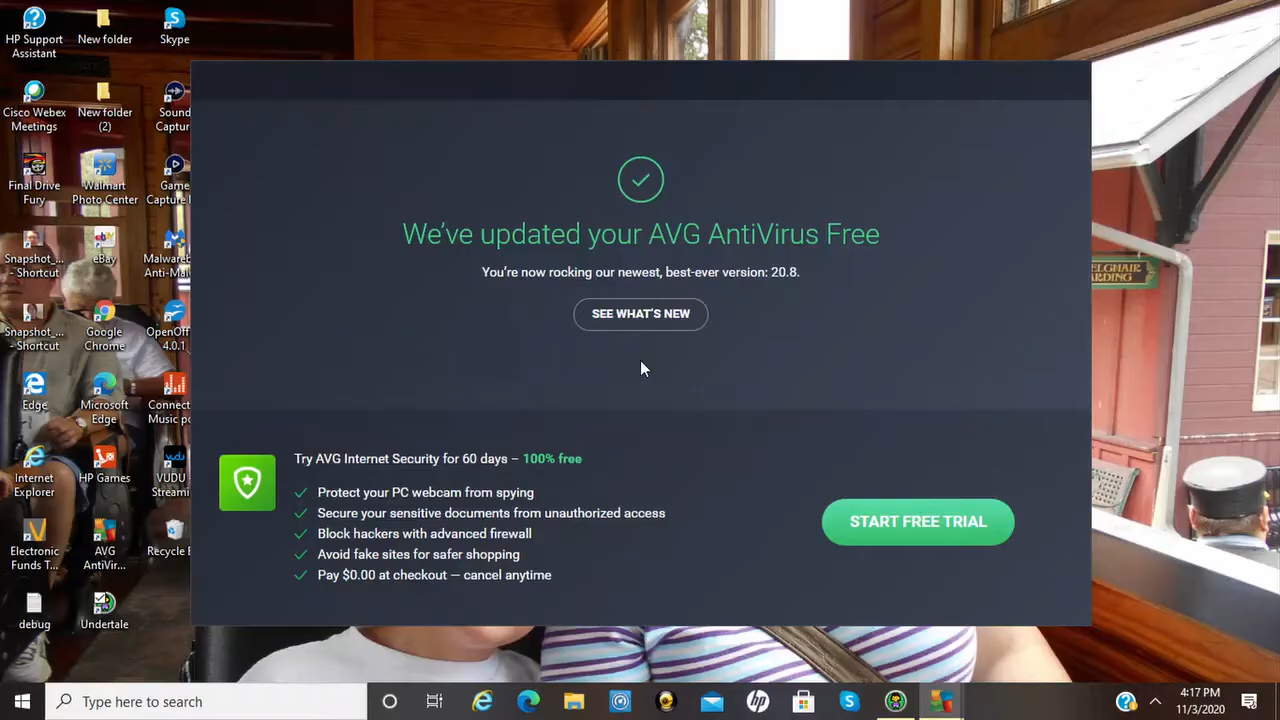 HP Support
Assistant
New folder
Skype
Cisco Webex
Meetings
New folder
(2)
Sound
Captur
Final Drive
Fury
Walmart
Photo Center
Game
Capture
Snapshot_...
- Shortcut
eBay
Malwareb
Anti-Mal
Snapshot_...
- Shortcut
Google
Chrome
OpenOff
4.0.1
Edge
Microsoft
Edge
Connect
Music po
Internet
Explorer
HP Games
VUDU
vudu
Streami
Electronic
Funds T...
AVG
AntiVir...
Recycle B
debug
Undertale
We've updated your AVG AntiVirus Free
You're now rocking our newest, best-ever version: 20.8.
SEE WHAT'S NEW
Try AVG Internet Security for 60 days – 100% free
Protect your PC webcam from spying
Secure your sensitive documents from unauthorized access
Block hackers with advanced firewall
Avoid fake sites for safer shopping
Pay $0.00 at checkout — cancel anytime
START FREE TRIAL
ELGHAIR
ARDING
Type here to search
hp
4:17 PM
11/3/2020